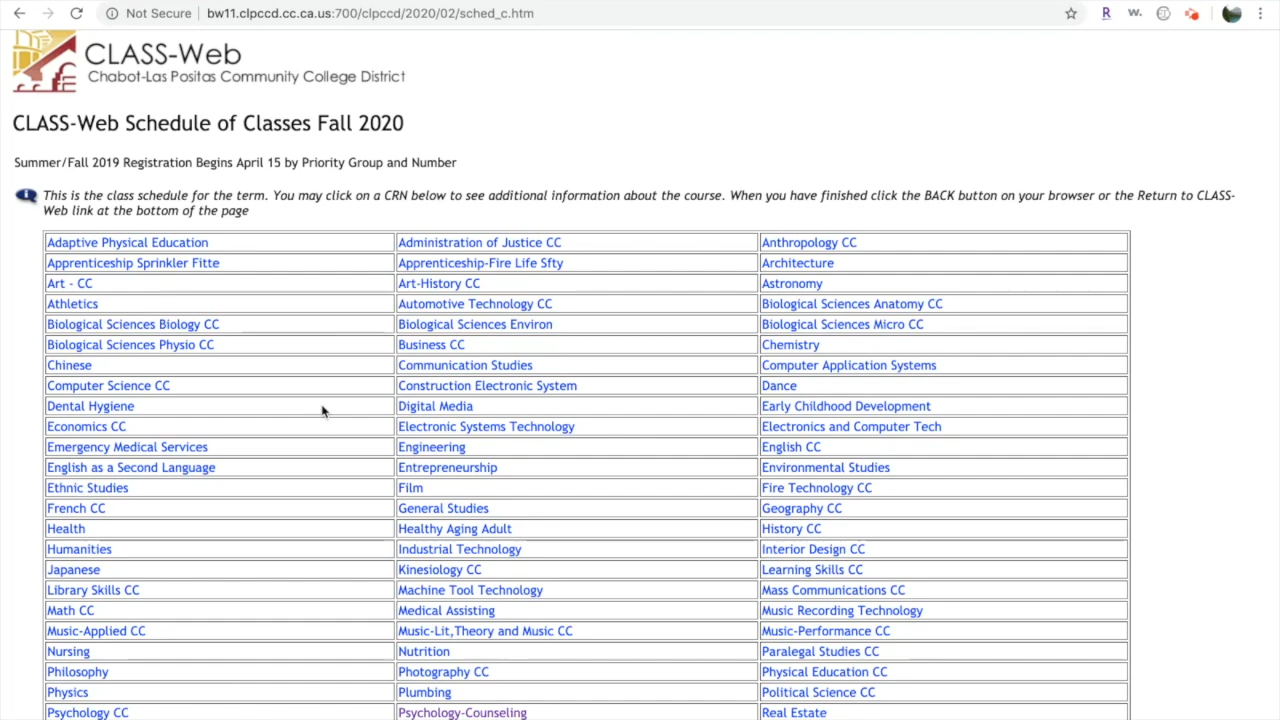 Not Secure bw11.clpccd.cc.ca.us:700/clpccd/2020/02/sched_c.htm R w.
CLASS-Web
Chabot-Las Positas Community College District
CLASS-Web Schedule of Classes Fall 2020
Summer/Fall 2019 Registration Begins April 15 by Priority Group and Number
This is the class schedule for the term. You may click on a CRN below to see additional information about the course. When you have finished click the BACK button on your browser or the Return to CLASS-
Web link at the bottom of the page
Adaptive Physical Education Administration of Justice CC Anthropology CC
Apprenticeship Sprinkler Fitte Apprenticeship-Fire Life Sfty Architecture
Art - CC Art-History CC Astronomy
Athletics Automotive Technology CC Biological Sciences Anatomy CC
Biological Sciences Biology CC Biological Sciences Environ Biological Sciences Micro CC
Biological Sciences Physio CC Business CC Chemistry
Chinese Communication Studies Computer Application Systems
Computer Science CC Construction Electronic System Dance
Dental Hygiene Digital Media Early Childhood Development
Economics CC Electronic Systems Technology Electronics and Computer Tech
Emergency Medical Services Engineering English CC
English as a Second Language Entrepreneurship Environmental Studies
Ethnic Studies Film Fire Technology CC
French CC General Studies Geography CC
Health Healthy Aging Adult History CC
Humanities Industrial Technology Interior Design CC
Japanese Kinesiology CC Learning Skills CC
Library Skills CC Machine Tool Technology Mass Communications CC
Math CC Medical Assisting Music Recording Technology
Music-Applied CC Music-Lit,Theory and Music CC Music-Performance CC
Nursing Nutrition Paralegal Studies CC
Philosophy Photography CC Physical Education CC
Physics Plumbing Political Science CC
Psychology CC Psychology-Counseling Real Estate